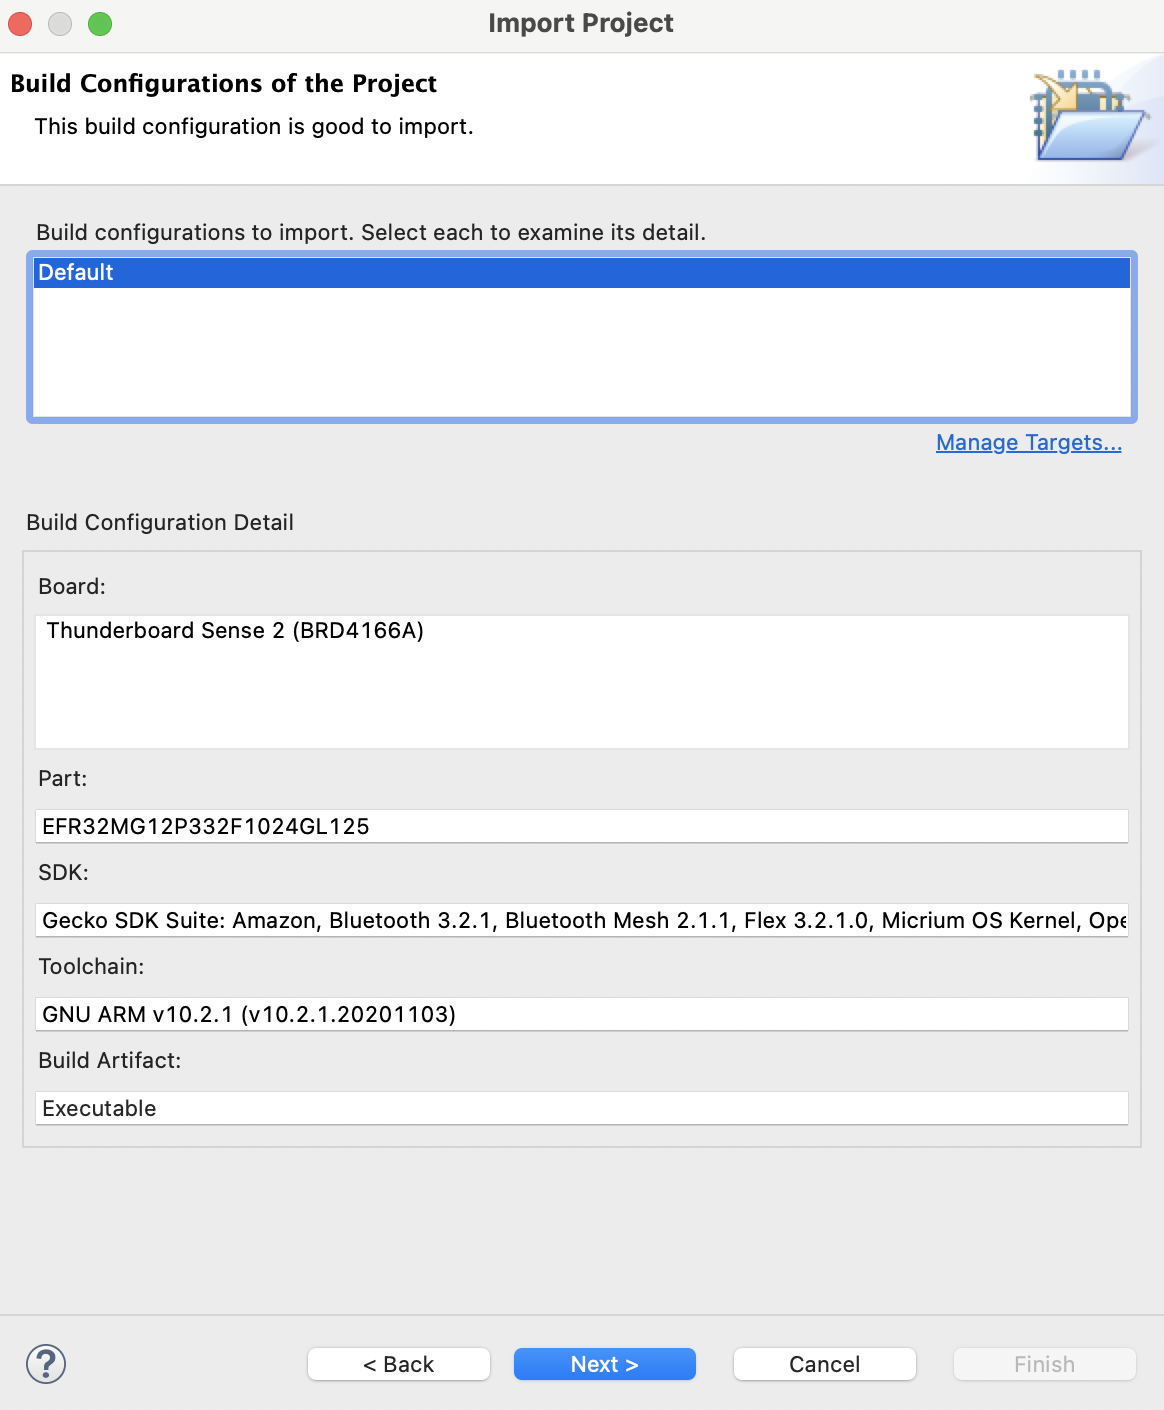 Import Project
Build Configurations of the Project
This build configuration is good to import.
Build configurations to import. Select each to examine its detail.
Default
Manage Targets...
Build Configuration Detail
Board:
Thunderboard Sense 2 (BRD4166A)
Part:
EFR32MG12P332F1024GL125
SDK:
Gecko SDK Suite: Amazon, Bluetooth 3.2.1, Bluetooth Mesh 2.1.1, Flex 3.2.1.0, Micrium OS Kernel, Ope
Toolchain:
GNU ARM v10.2.1 (v10.2.1.20201103)
Build Artifact:
Executable
?
< Back
Next >
Cancel
Finish